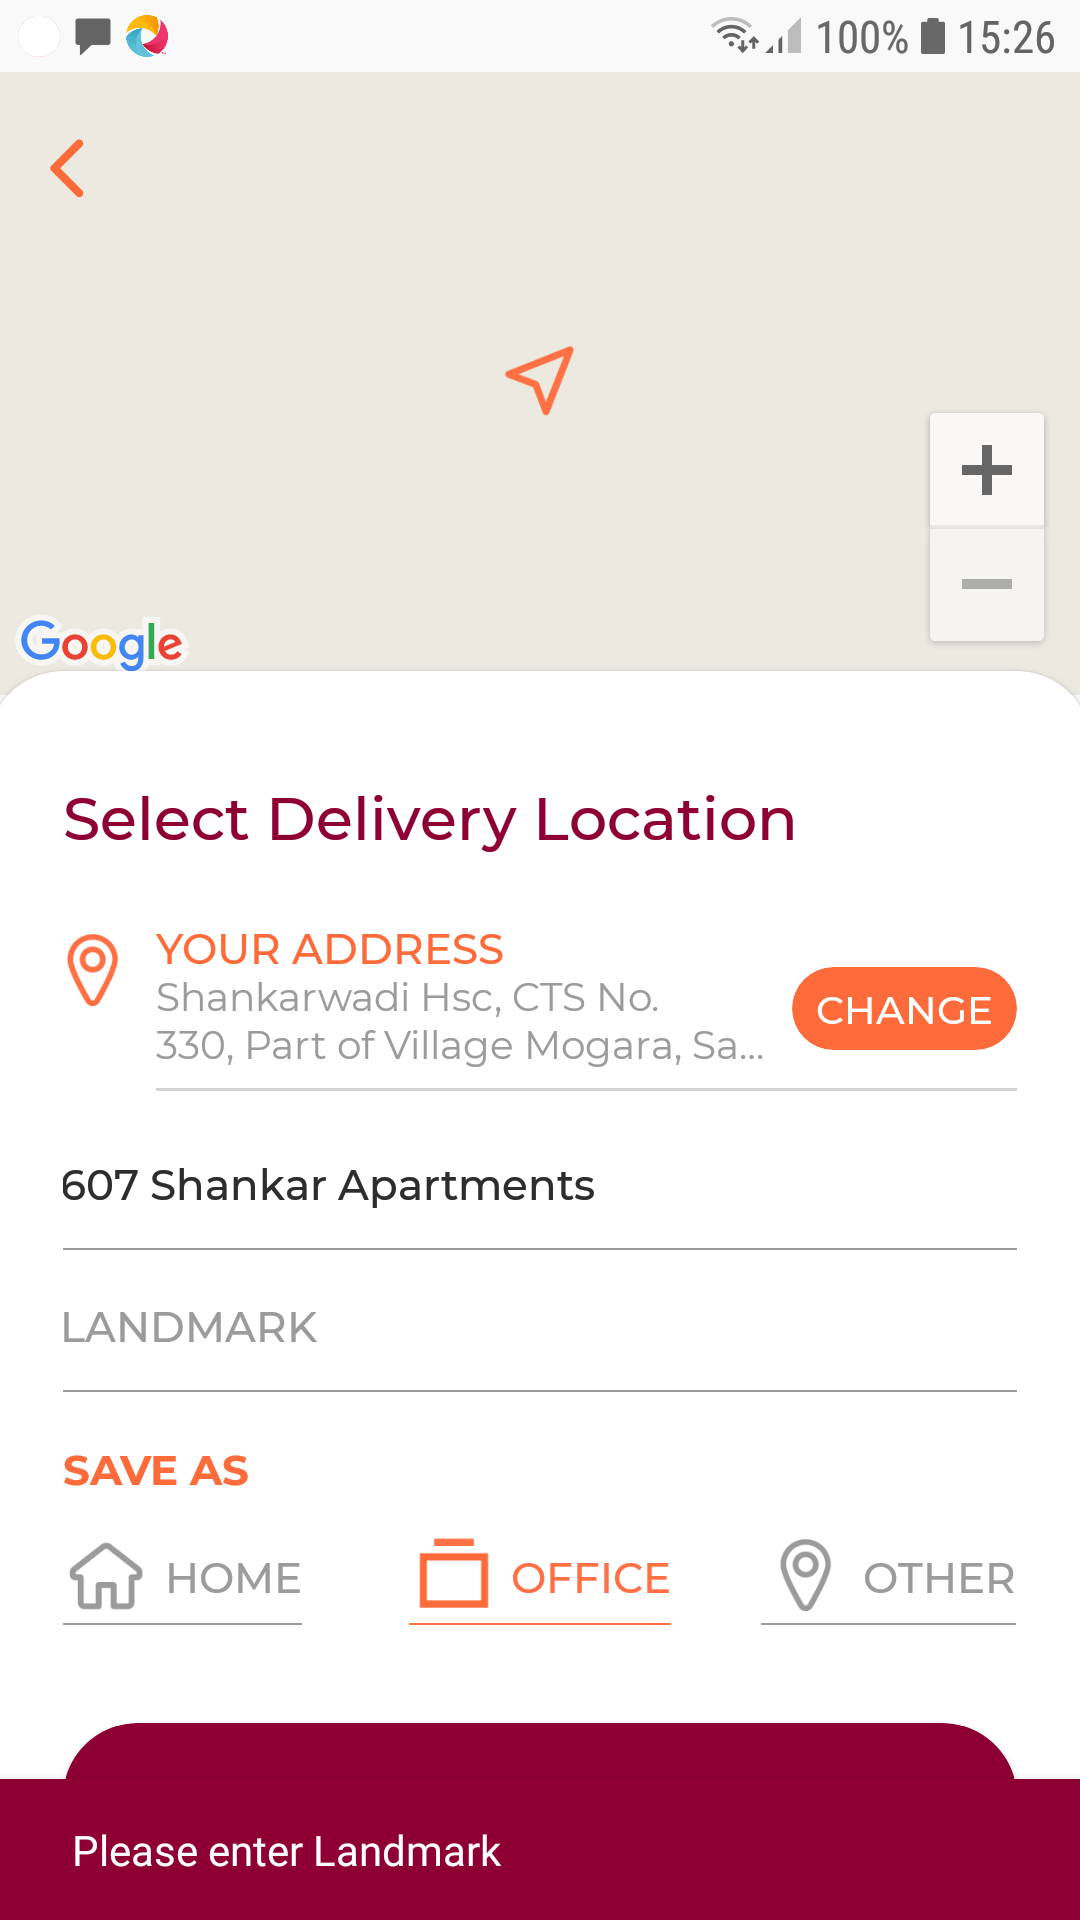 100% 15:26
Google
Select Delivery Location
YOUR ADDRESS
Shankarwadi Hsc, CTS No.
330, Part of Village Mogara, Sa...
CHANGE
607 Shankar Apartments
LANDMARK
SAVE AS
HOME OFFICE OTHER
Please enter Landmark